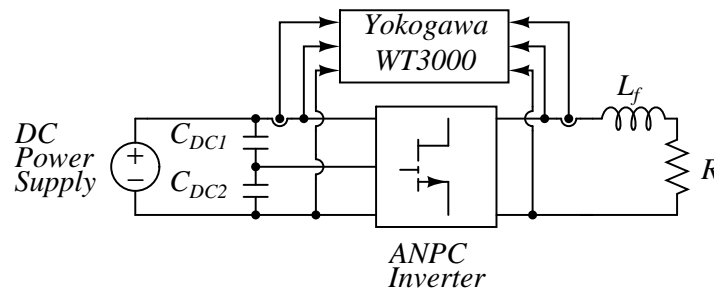 Yokogawa
WT3000
L_f
DC
Power
Supply
+
−
C_DC1
C_DC2
R
ANPC
Inverter